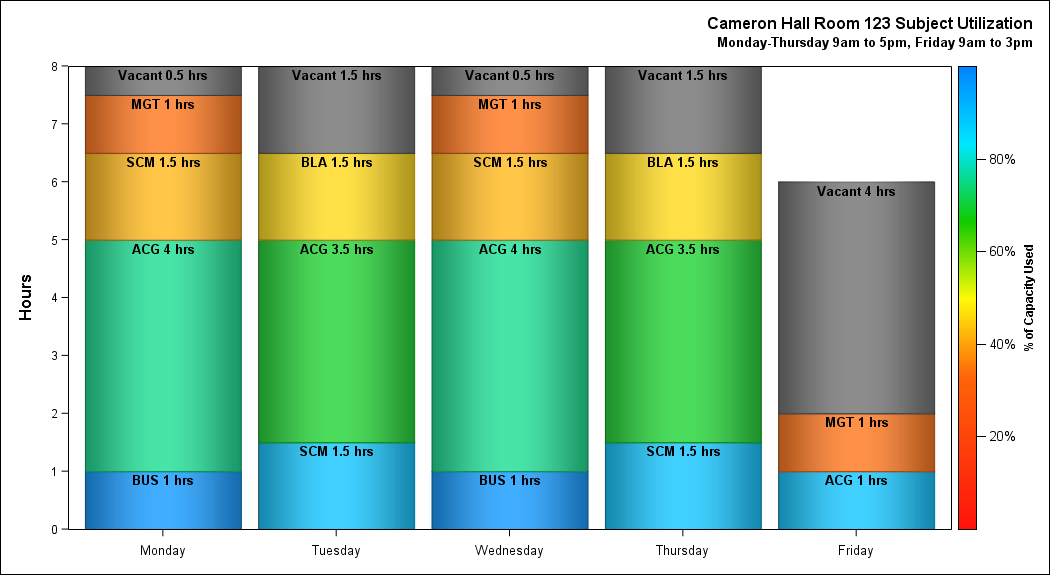 Cameron Hall Room 123 Subject Utilization
Monday-Thursday 9am to 5pm, Friday 9am to 3pm
Hours
8
7
6
5
4
3
2
1
0
Vacant 0.5 hrs
MGT 1 hrs
SCM 1.5 hrs
ACG 4 hrs
BUS 1 hrs
Vacant 1.5 hrs
BLA 1.5 hrs
ACG 3.5 hrs
SCM 1.5 hrs
Vacant 0.5 hrs
MGT 1 hrs
SCM 1.5 hrs
ACG 4 hrs
BUS 1 hrs
Vacant 1.5 hrs
BLA 1.5 hrs
ACG 3.5 hrs
SCM 1.5 hrs
Vacant 4 hrs
MGT 1 hrs
ACG 1 hrs
Monday
Tuesday
Wednesday
Thursday
Friday
80%
60%
40%
20%
% of Capacity Used